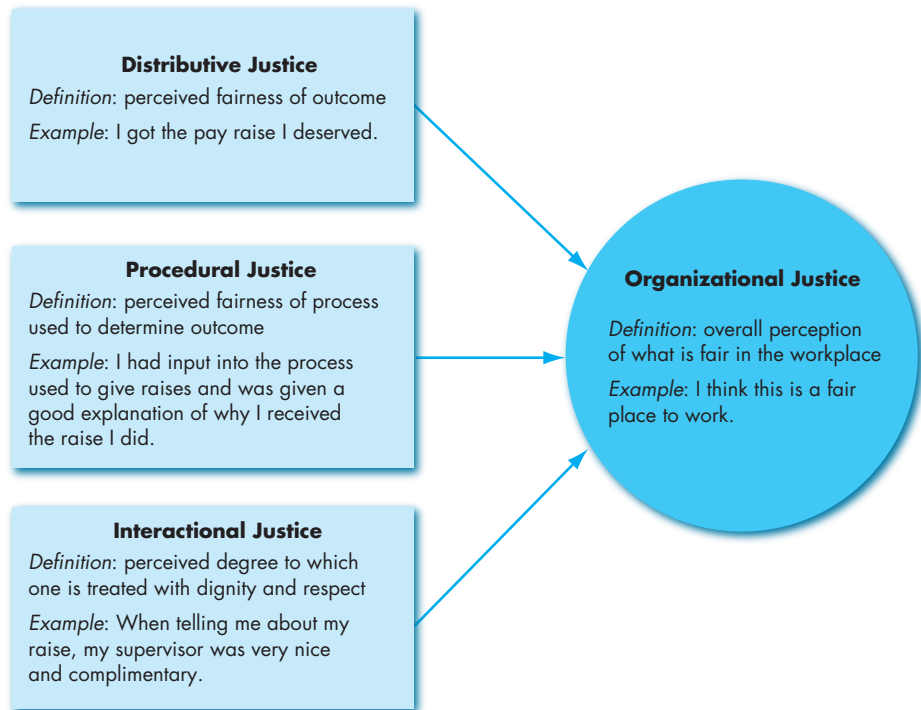 Distributive Justice
Definition: perceived fairness of outcome
Example: I got the pay raise I deserved.
Procedural Justice
Definition: perceived fairness of process
used to determine outcome
Example: I had input into the process
used to give raises and was given a
good explanation of why I received
the raise I did.
Interactional Justice
Definition: perceived degree to which
one is treated with dignity and respect
Example: When telling me about my
raise, my supervisor was very nice
and complimentary.
Organizational Justice
Definition: overall perception
of what is fair in the workplace
Example: I think this is a fair
place to work.